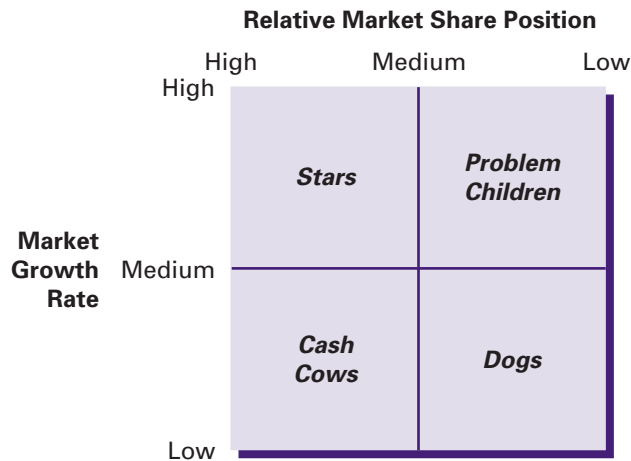 Relative Market Share Position
High Medium Low
High
Stars
Problem
Children
Market
Growth
Rate
Medium
Cash
Cows
Dogs
Low